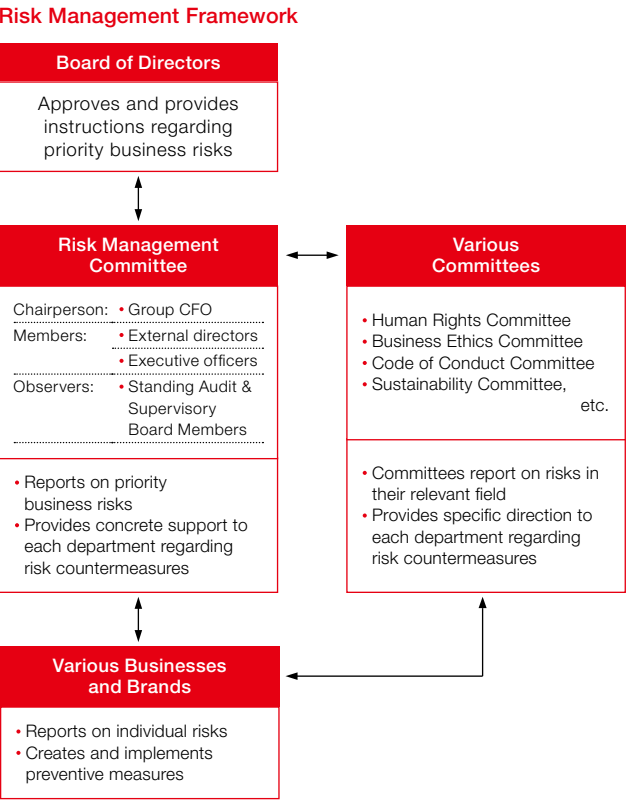 Risk Management Framework
Board of Directors
Approves and provides
instructions regarding
priority business risks
Risk Management
Committee
Chairperson: • Group CFO
Members: • External directors
• Executive officers
Observers: • Standing Audit &
Supervisory
Board Members
• Reports on priority
business risks
• Provides concrete support to
each department regarding
risk countermeasures
Various
Committees
• Human Rights Committee
• Business Ethics Committee
• Code of Conduct Committee
• Sustainability Committee,
etc.
• Committees report on risks in
their relevant field
• Provides specific direction to
each department regarding
risk countermeasures
Various Businesses
and Brands
• Reports on individual risks
• Creates and implements
preventive measures